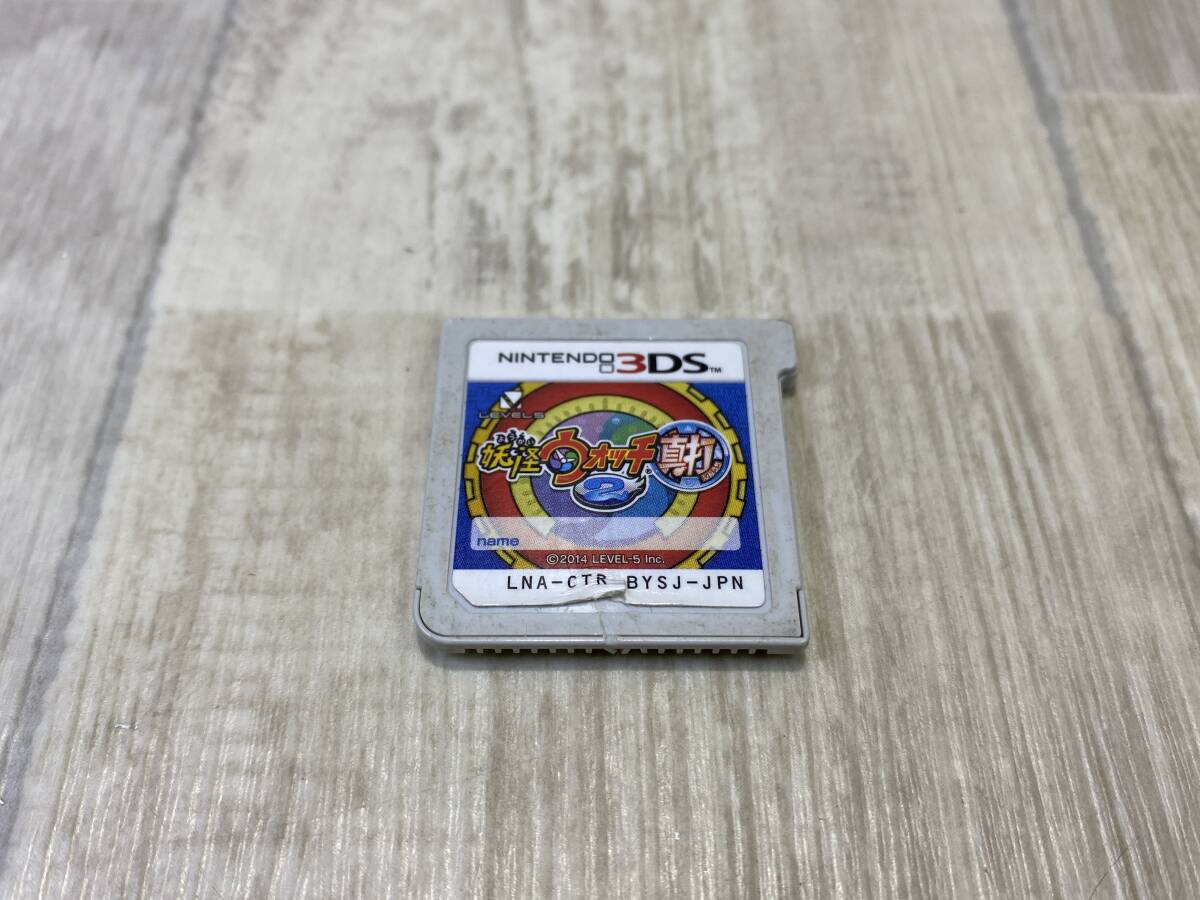 NINTENDO 3DS™
LEVEL5
ようかい
妖怪ウォッチ 真打
2
name
©2014 LEVEL-5 Inc.
LNA-CTR-BYSJ-JPN